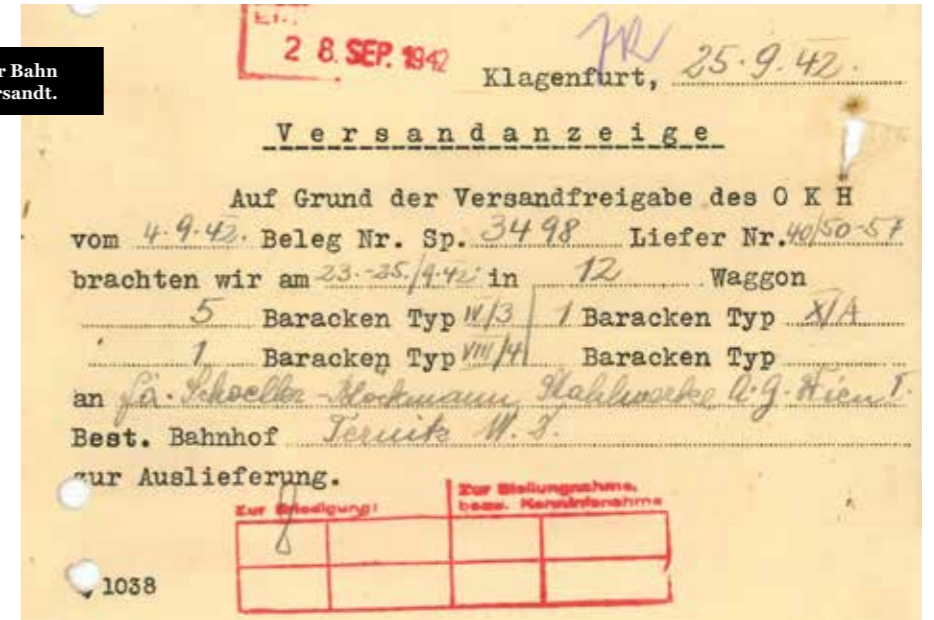 r Bahn
rsandt.
28. SEP. 1942
Klagenfurt, 25.9.42.
Versandanzeige
Auf Grund der Versandfreigabe des O K H
vom 4.9.42. Beleg Nr. Sp. 3498 Liefer Nr. 40/50-57
brachten wir am 23.-25./9.42 in 12 Waggon
5 Baracken Typ IV/3 1 Baracken Typ X/A
1 Baracken Typ VIII/4 Baracken Typ
an Fa. Schoeller-Bleckmann Stahlwerke A.G. Wien I.
Best. Bahnhof Ternitz
zur Auslieferung.
Zur Erledigung: Zur Stellungnahme,
bezw. Kenntnisnahme
1038